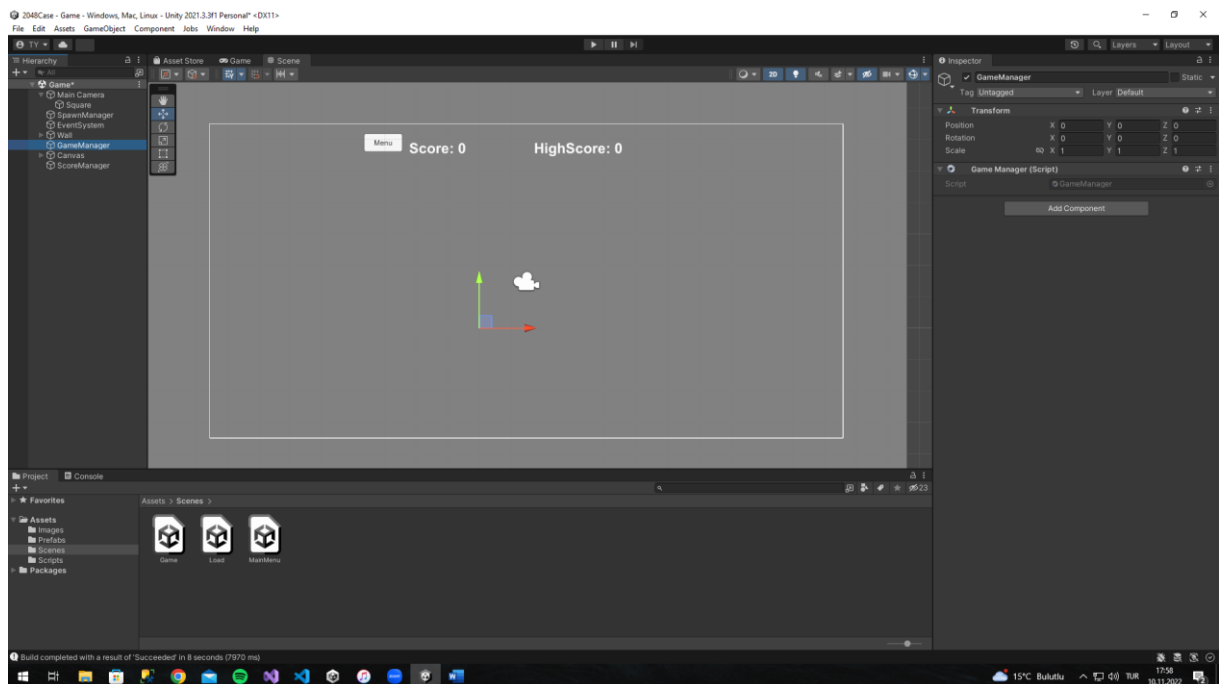 2048Case - Game - Windows, Mac, Linux - Unity 2021.3.3f1 Personal* <DX11>
File Edit Assets GameObject Component Jobs Window Help
TY Layers Layout
Hierarchy Asset Store Game Scene Inspector
All 2D GameManager Static
Game* Tag Untagged Layer Default
Main Camera
Square Transform
SpawnManager Position X 0 Y 0 Z 0
EventSystem Rotation X 0 Y 0 Z 0
Wall Scale X 1 Y 1 Z 1
GameManager Menu Score: 0 HighScore: 0
Canvas Game Manager (Script)
ScoreManager Script GameManager
Add Component
Project Console
23
Favorites Assets > Scenes >
Assets
Images
Prefabs
Scenes
Scripts Game Load MainMenu
Packages
Build completed with a result of 'Succeeded' in 8 seconds (7970 ms)
15°C Bulutlu TUR 17:58
10.11.2022